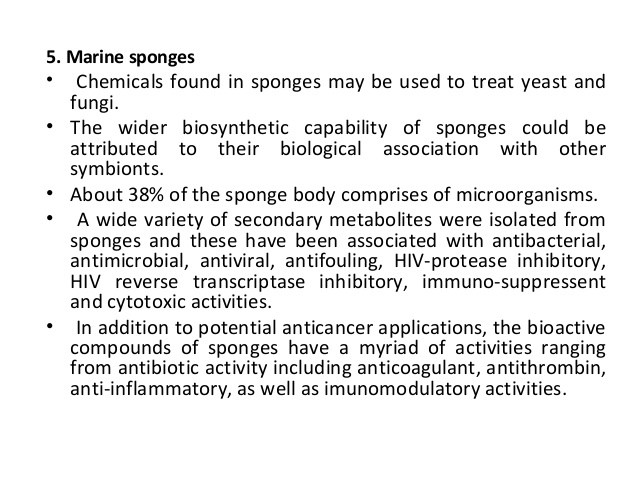 5. Marine sponges
• Chemicals found in sponges may be used to treat yeast and
fungi.
• The wider biosynthetic capability of sponges could be
attributed to their biological association with other
symbionts.
• About 38% of the sponge body comprises of microorganisms.
• A wide variety of secondary metabolites were isolated from
sponges and these have been associated with antibacterial,
antimicrobial, antiviral, antifouling, HIV-protease inhibitory,
HIV reverse transcriptase inhibitory, immuno-suppressent
and cytotoxic activities.
• In addition to potential anticancer applications, the bioactive
compounds of sponges have a myriad of activities ranging
from antibiotic activity including anticoagulant, antithrombin,
anti-inflammatory, as well as imunomodulatory activities.